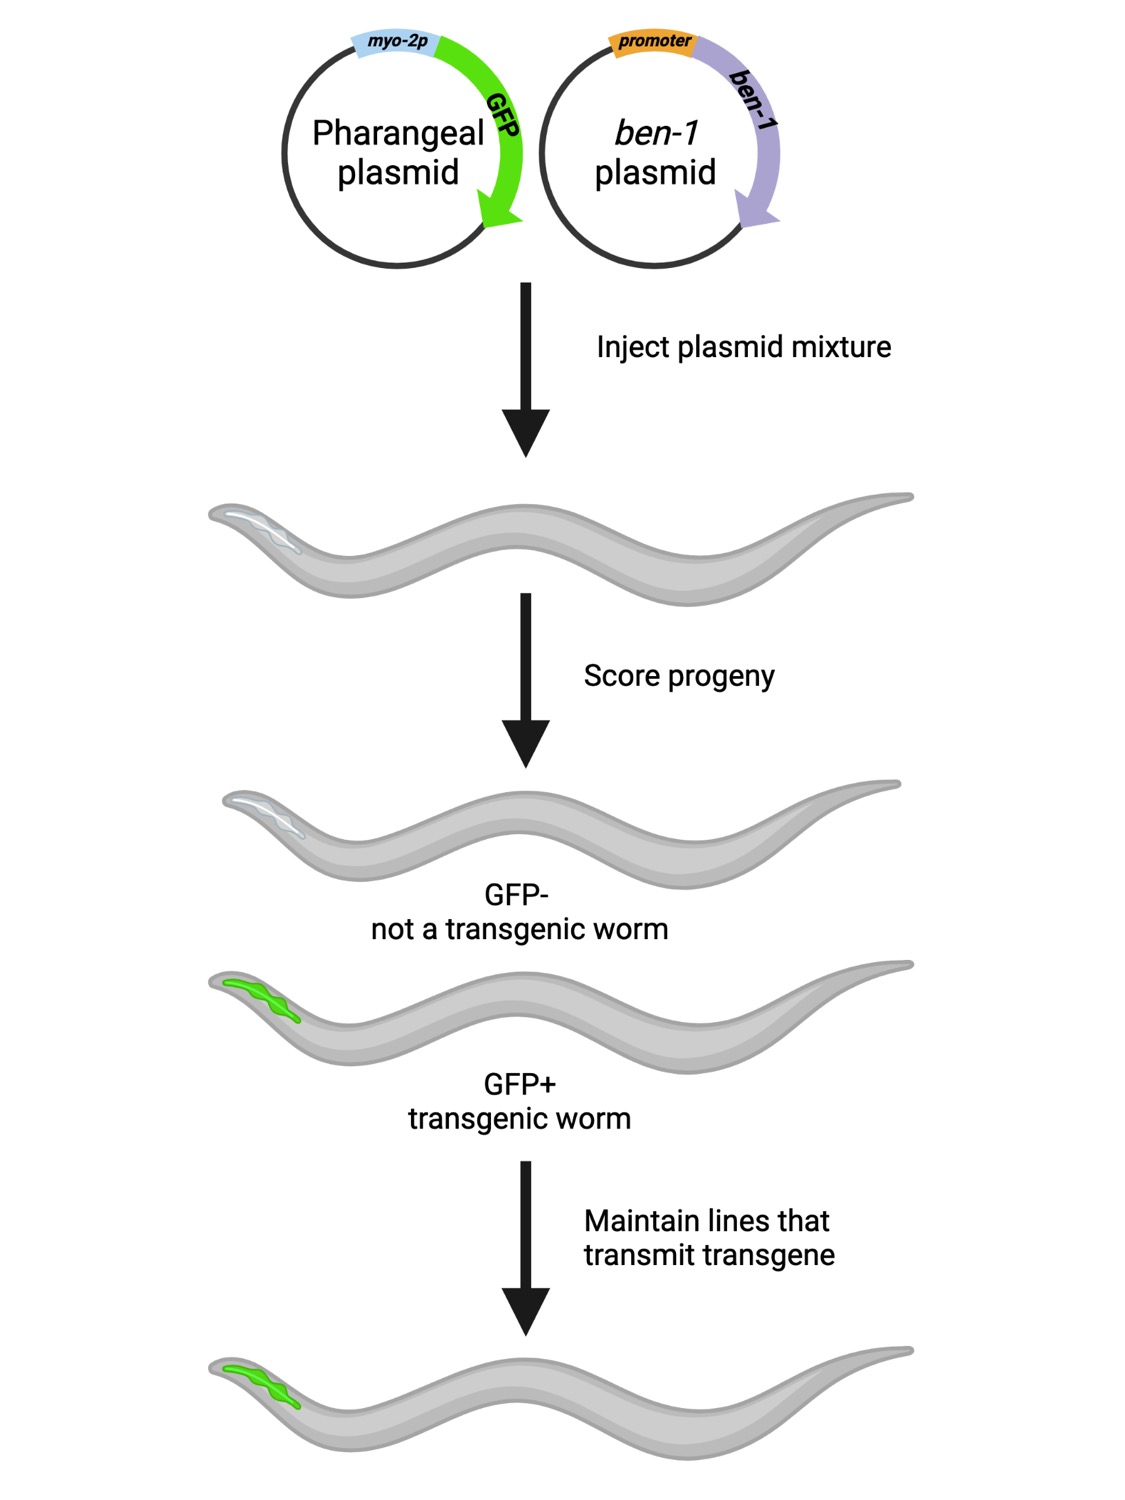 myo-2p
GFP
Pharangeal
plasmid
promoter
ben-1
ben-1
plasmid
Inject plasmid mixture
Score progeny
GFP-
not a transgenic worm
GFP+
transgenic worm
Maintain lines that
transmit transgene